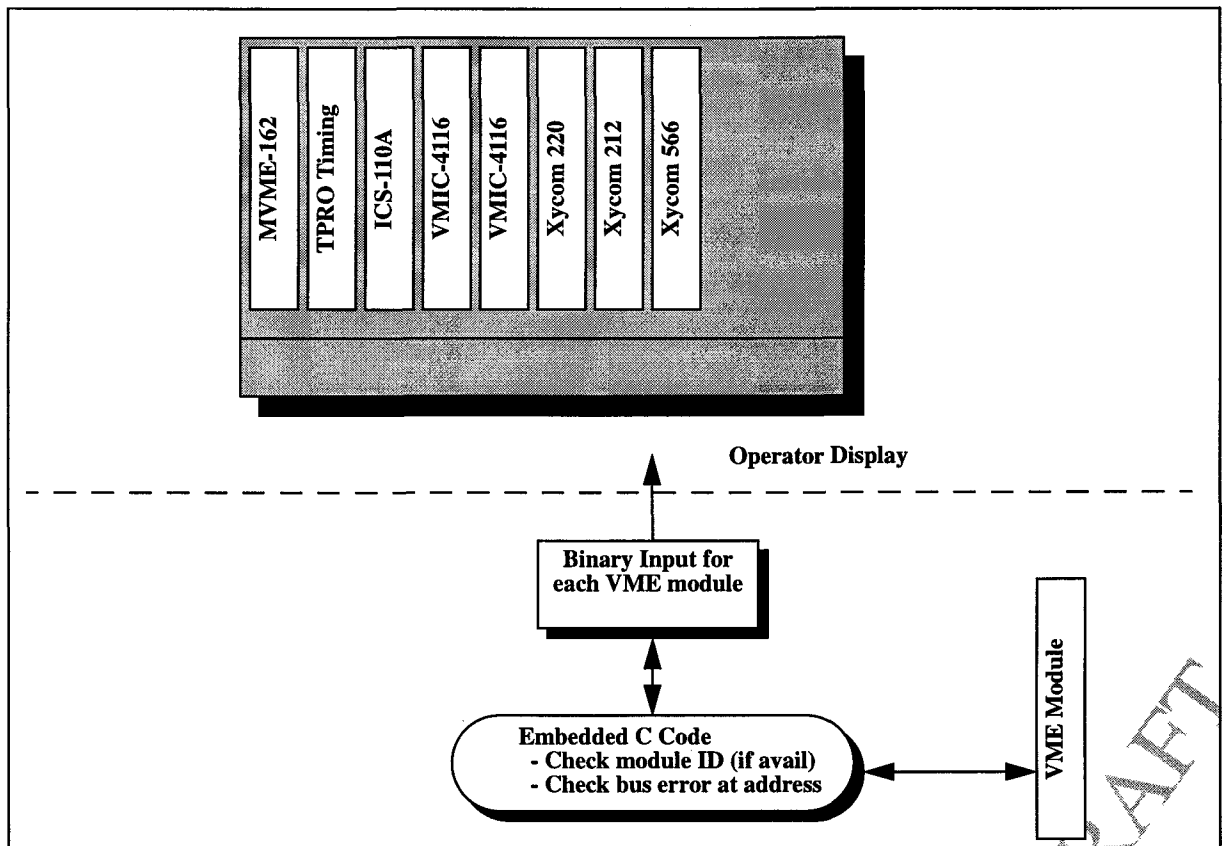 MVME-162
TPRO Timing
ICS-110A
VMIC-4116
VMIC-4116
Xycom 220
Xycom 212
Xycom 566
Operator Display
Binary Input for
each VME module
Embedded C Code
- Check module ID (if avail)
- Check bus error at address
VME Module
RAFT